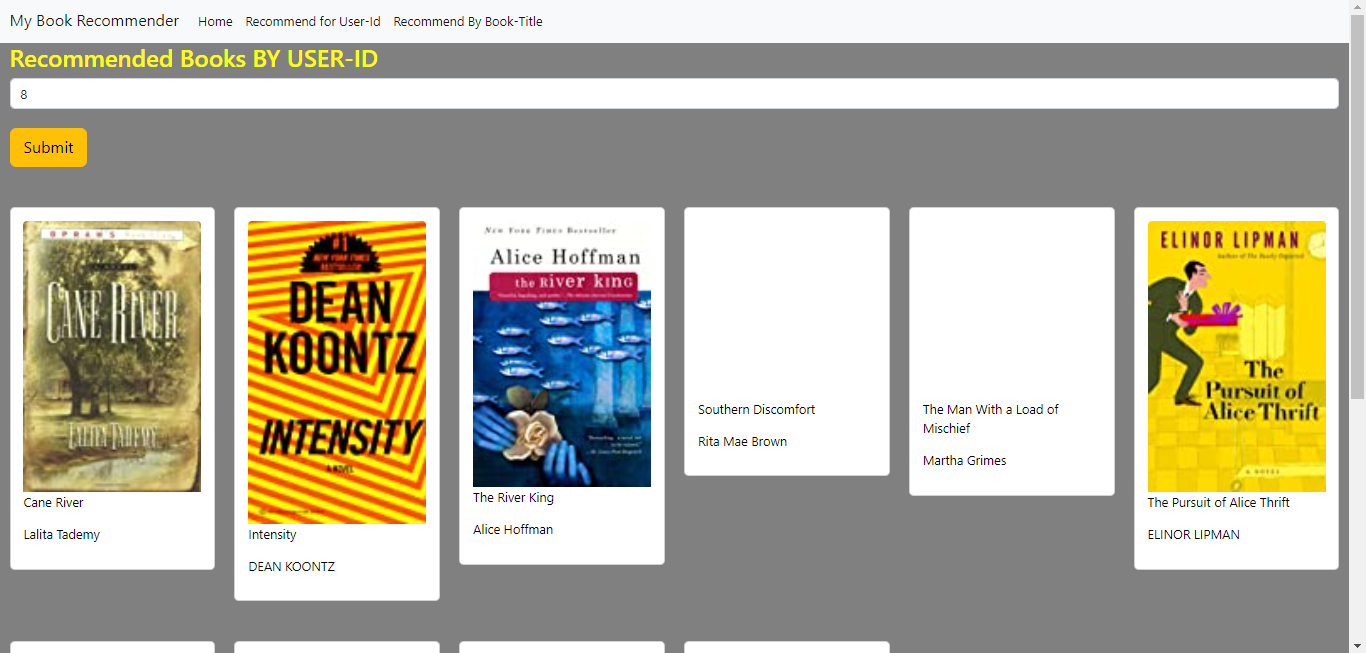 My Book Recommender Home Recommend for User-Id Recommend By Book-Title
Recommended Books BY USER-ID
8
Submit
OPRAH'S
CANE RIVER
LALITA TADEMY
Cane River
Lalita Tademy
#1
NEW YORK TIMES
BESTSELLER
DEAN
KOONTZ
INTENSITY
A NOVEL
Intensity
DEAN KOONTZ
New York Times Bestseller
Alice Hoffman
the River King
The River King
Alice Hoffman
Southern Discomfort
Rita Mae Brown
The Man With a Load of
Mischief
Martha Grimes
ELINOR LIPMAN
The
Pursuit of
Alice Thrift
A NOVEL
The Pursuit of Alice Thrift
ELINOR LIPMAN